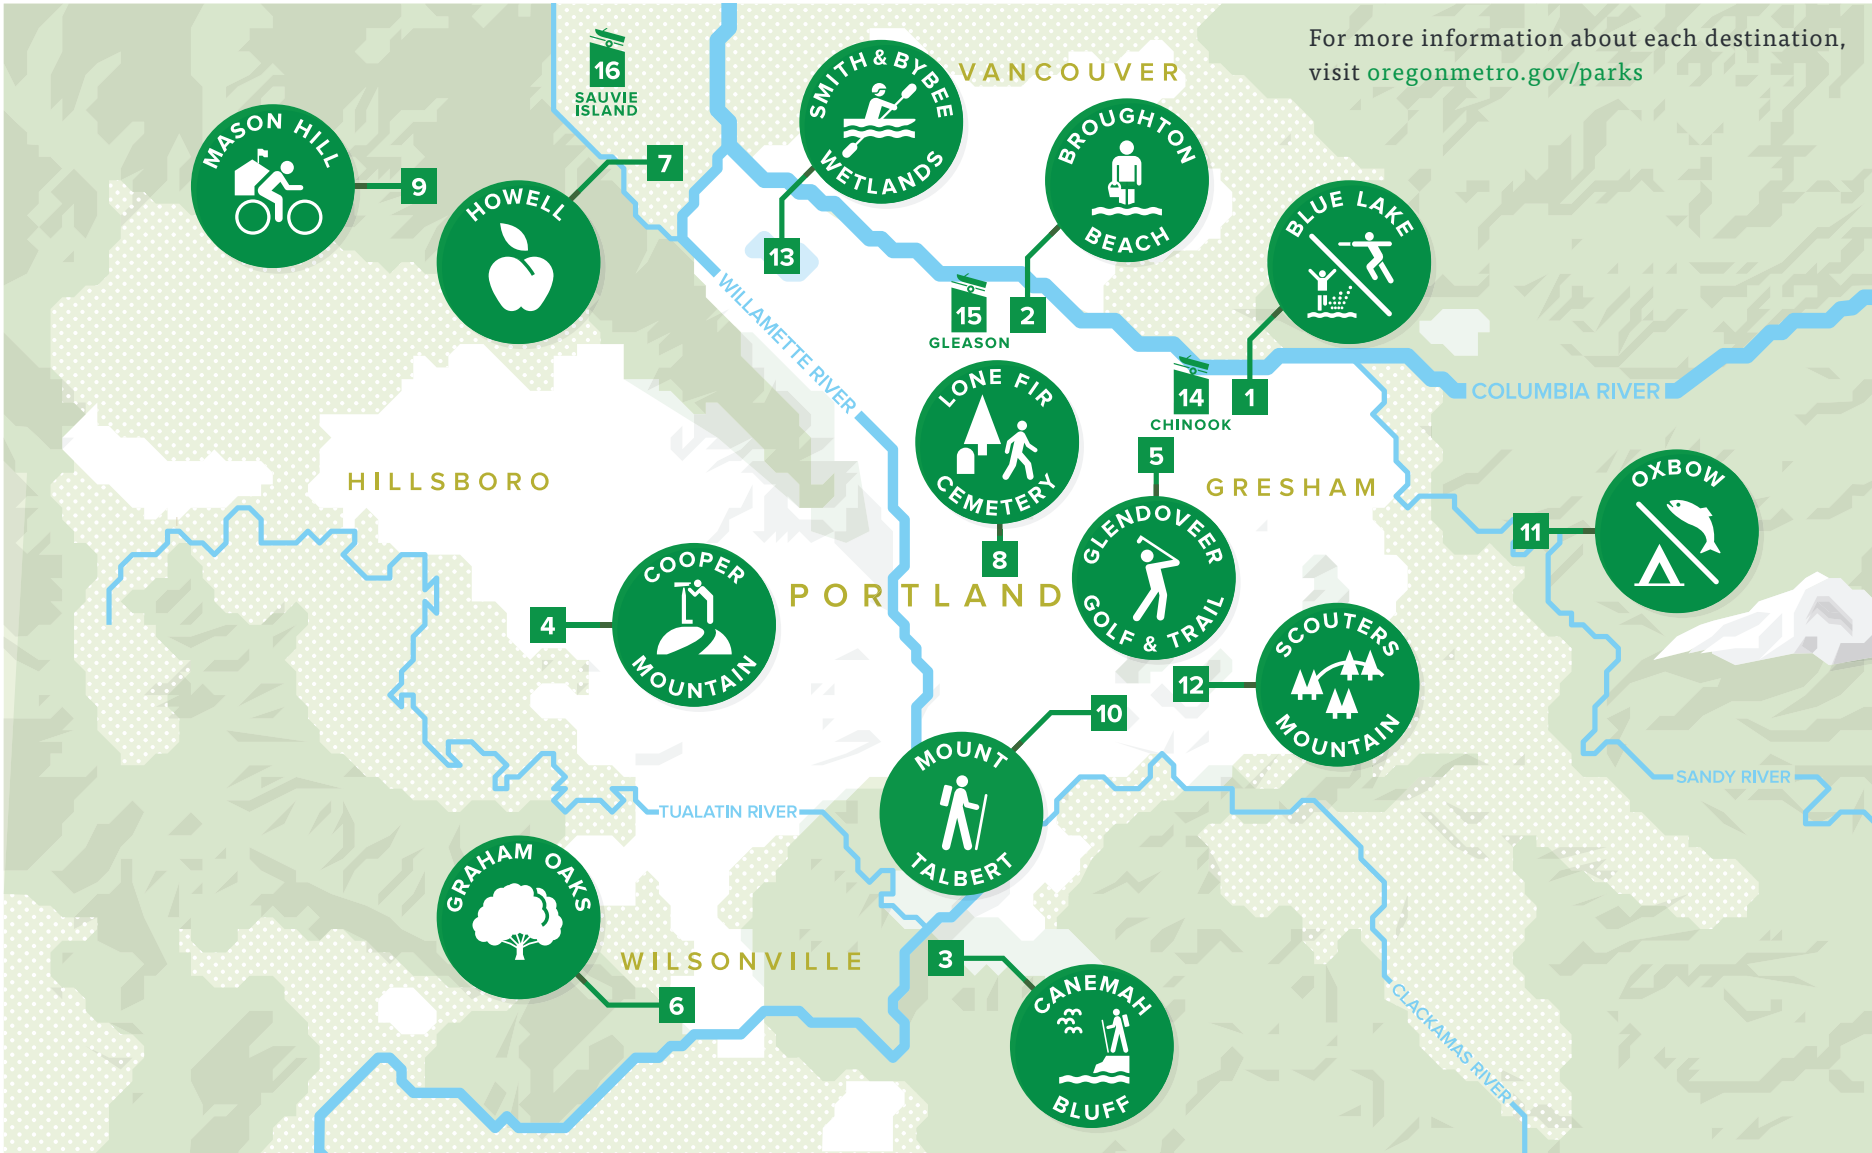 For more information about each destination,
visit oregonmetro.gov/parks
16
SAUVIE
ISLAND
SMITH & BYBEE
WETLANDS
13
VANCOUVER
MASON HILL
9
HOWELL
7
BROUGHTON
BEACH
2
BLUE LAKE
1
15
GLEASON
14
CHINOOK
WILLAMETTE RIVER
COLUMBIA RIVER
LONE FIR
CEMETERY
8
HILLSBORO
GRESHAM
5
GLENDOVEER
GOLF & TRAIL
OXBOW
11
COOPER
MOUNTAIN
4
PORTLAND
SCOUTERS
MOUNTAIN
12
10
MOUNT
TALBERT
SANDY RIVER
TUALATIN RIVER
GRAHAM OAKS
6
WILSONVILLE
3
CANEMAH
BLUFF
CLACKAMAS RIVER